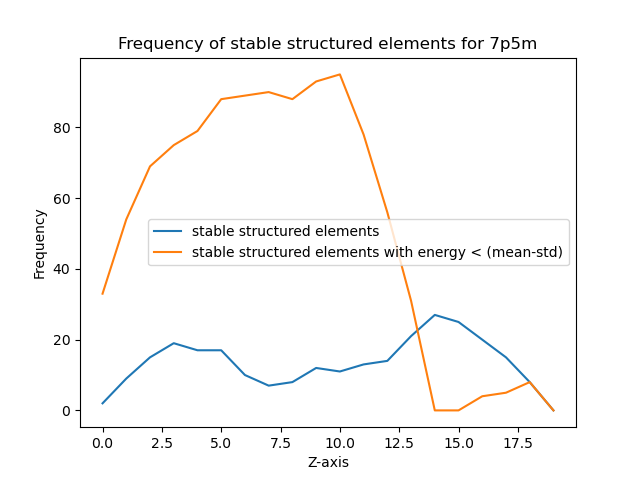 Frequency of stable structured elements for 7p5m
Frequency
80
60
40
20
0
stable structured elements
stable structured elements with energy < (mean-std)
0.0 2.5 5.0 7.5 10.0 12.5 15.0 17.5
Z-axis